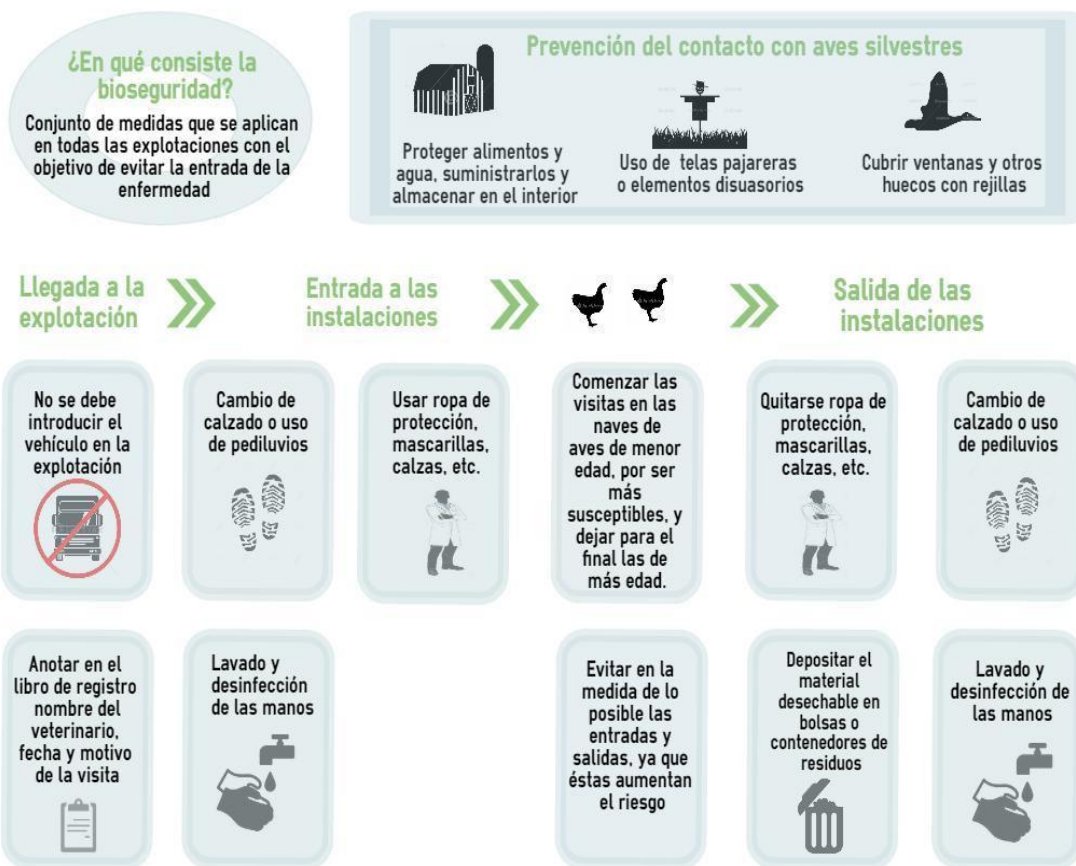 ¿En qué consiste la
bioseguridad?
Conjunto de medidas que se aplican
en todas las explotaciones con el
objetivo de evitar la entrada de la
enfermedad
Prevención del contacto con aves silvestres
Proteger alimentos y
agua, suministrarlos y
almacenar en el interior
Uso de telas pajareras
o elementos disuasorios
Cubrir ventanas y otros
huecos con rejillas
Llegada a la
explotación
Entrada a las
instalaciones
Salida de las
instalaciones
No se debe
introducir el
vehículo en la
explotación
Cambio de
calzado o uso
de pediluvios
Usar ropa de
protección,
mascarillas,
calzas, etc.
Comenzar las
visitas en las
naves de
aves de menor
edad, por ser
más
susceptibles, y
dejar para el
final las de
más edad.
Quitarse ropa de
protección,
mascarillas,
calzas, etc.
Cambio de
calzado o uso
de pediluvios
Anotar en el
libro de registro
nombre del
veterinario,
fecha y motivo
de la visita
Lavado y
desinfección
de las manos
Evitar en la
medida de lo
posible las
entradas y
salidas, ya que
éstas aumentan
el riesgo
Depositar el
material
desechable en
bolsas o
contenedores de
residuos
Lavado y
desinfección de
las manos